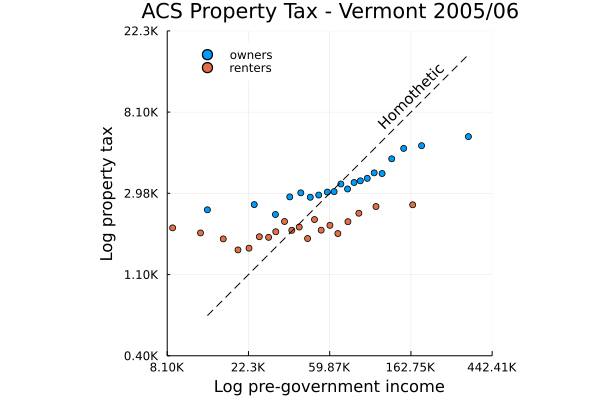 ACS Property Tax - Vermont 2005/06
22.3K
owners
renters
Homothetic
8.10K
2.98K
1.10K
0.40K
Log property tax
8.10K
22.3K
59.87K
162.75K
442.41K
Log pre-government income